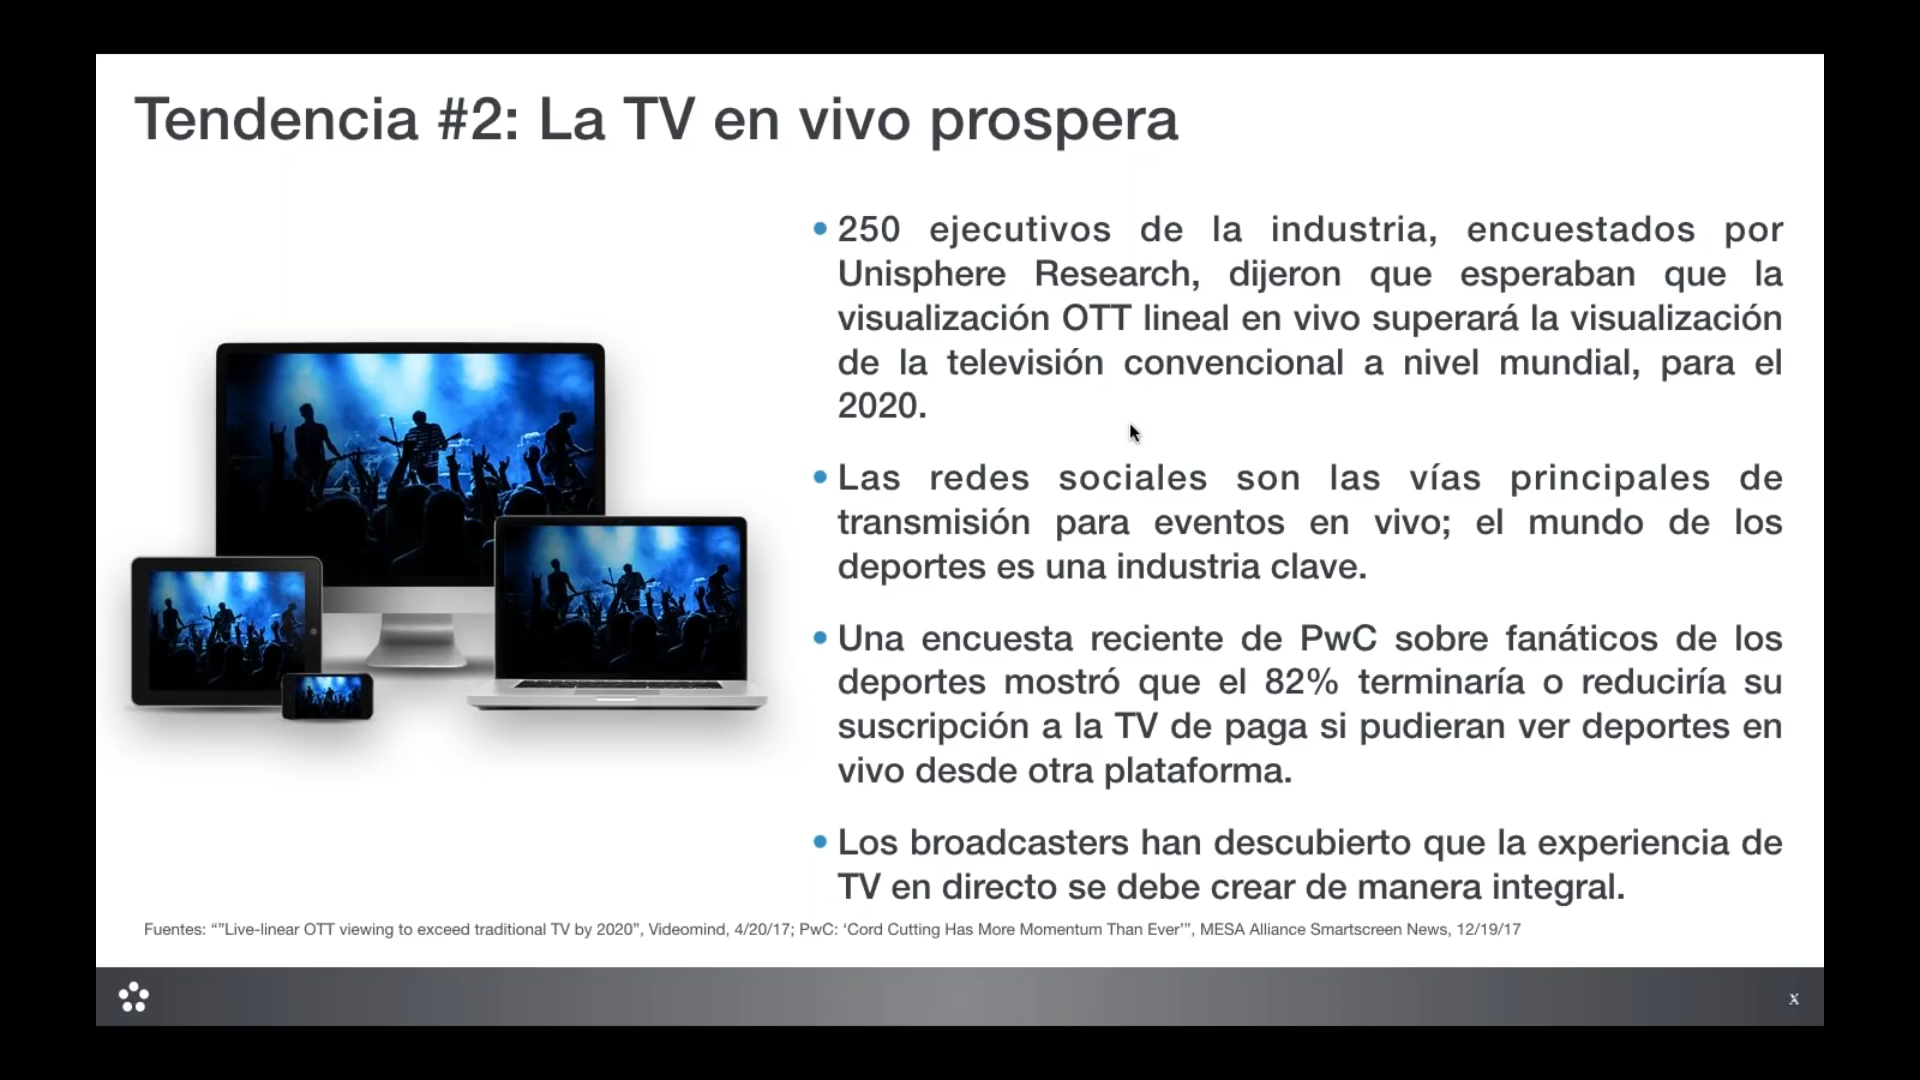 Tendencia #2: La TV en vivo prospera
• 250 ejecutivos de la industria, encuestados por
Unisphere Research, dijeron que esperaban que la
visualización OTT lineal en vivo superará la visualización
de la televisión convencional a nivel mundial, para el
2020.
• Las redes sociales son las vías principales de
transmisión para eventos en vivo; el mundo de los
deportes es una industria clave.
• Una encuesta reciente de PwC sobre fanáticos de los
deportes mostró que el 82% terminaría o reduciría su
suscripción a la TV de paga si pudieran ver deportes en
vivo desde otra plataforma.
• Los broadcasters han descubierto que la experiencia de
TV en directo se debe crear de manera integral.
Fuentes: “”Live-linear OTT viewing to exceed traditional TV by 2020”, Videomind, 4/20/17; PwC: ‘Cord Cutting Has More Momentum Than Ever’”, MESA Alliance Smartscreen News, 12/19/17
x